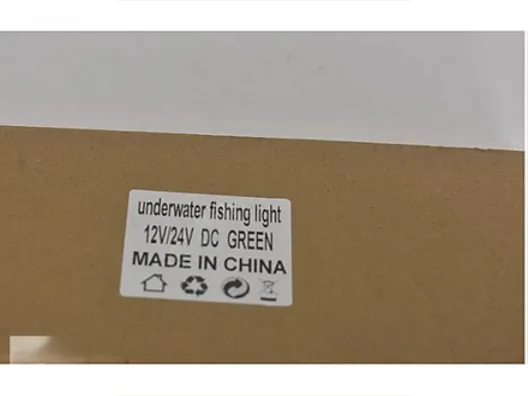 underwater fishing light
12V/24V DC GREEN
MADE IN CHINA